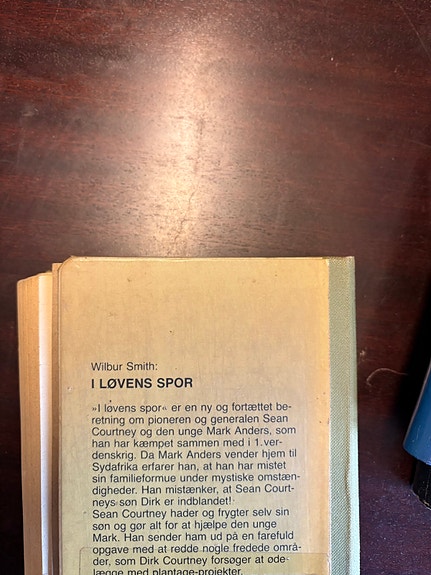 Wilbur Smith:
I LØVENS SPOR
»I løvens spor« er en ny og fortættet be-
retning om pioneren og generalen Sean
Courtney og den unge Mark Anders, som
han har kæmpet sammen med i 1. ver-
denskrig. Da Mark Anders vender hjem til
Sydafrika erfarer han, at han har mistet
sin familieformue under mystiske omstæn-
digheder. Han mistænker, at Sean Court-
neys søn Dirk er indblandet!
Sean Courtney hader og frygter selv sin
søn og gør alt for at hjælpe den unge
Mark. Han sender ham ud på en farefuld
opgave med at redde nogle fredede områ-
der, som Dirk Courtney forsøger at øde-
lægge med plantage-projekter.